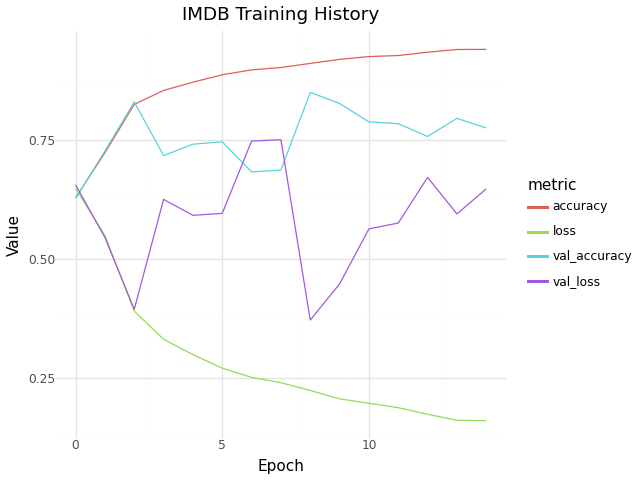 IMDB Training History
Value
0.75
0.50
0.25
0
5
10
Epoch
metric
accuracy
loss
val_accuracy
val_loss